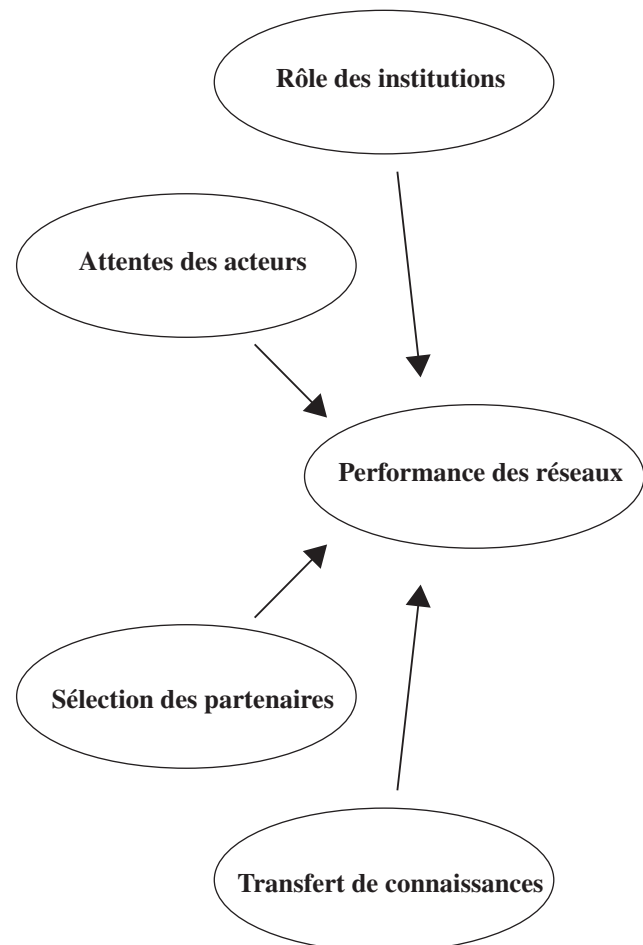 Rôle des institutions
Attentes des acteurs
Performance des réseaux
Sélection des partenaires
Transfert de connaissances